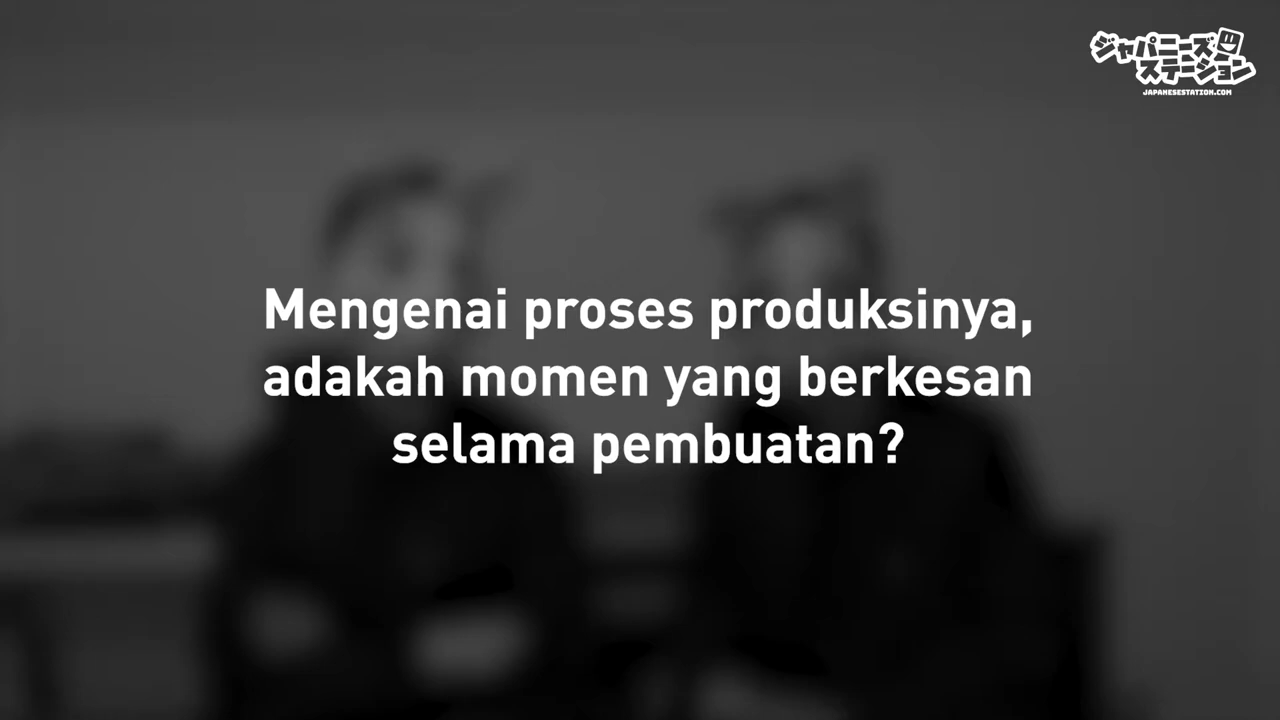 ジャパニーズ
ステーション
JAPANESESTATION.COM
Mengenai proses produksinya,
adakah momen yang berkesan
selama pembuatan?